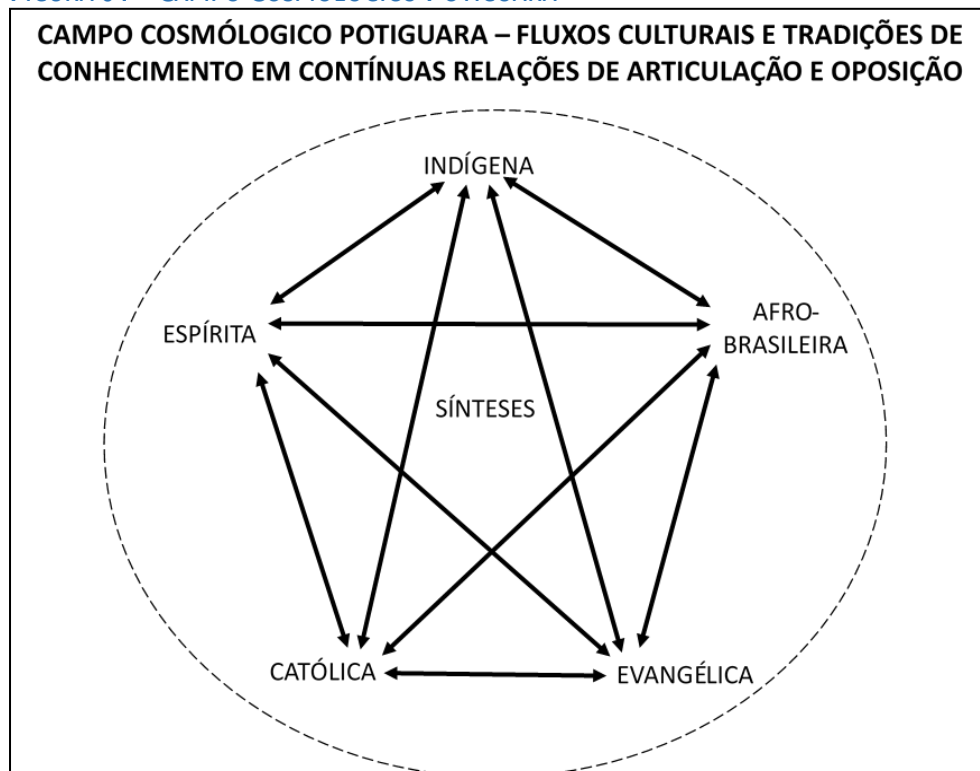 CAMPO COSMÓLOGICO POTIGUARA – FLUXOS CULTURAIS E TRADIÇÕES DE
CONHECIMENTO EM CONTÍNUAS RELAÇÕES DE ARTICULAÇÃO E OPOSIÇÃO
INDÍGENA
ESPÍRITA
AFRO-
BRASILEIRA
SÍNTESES
CATÓLICA
EVANGÉLICA